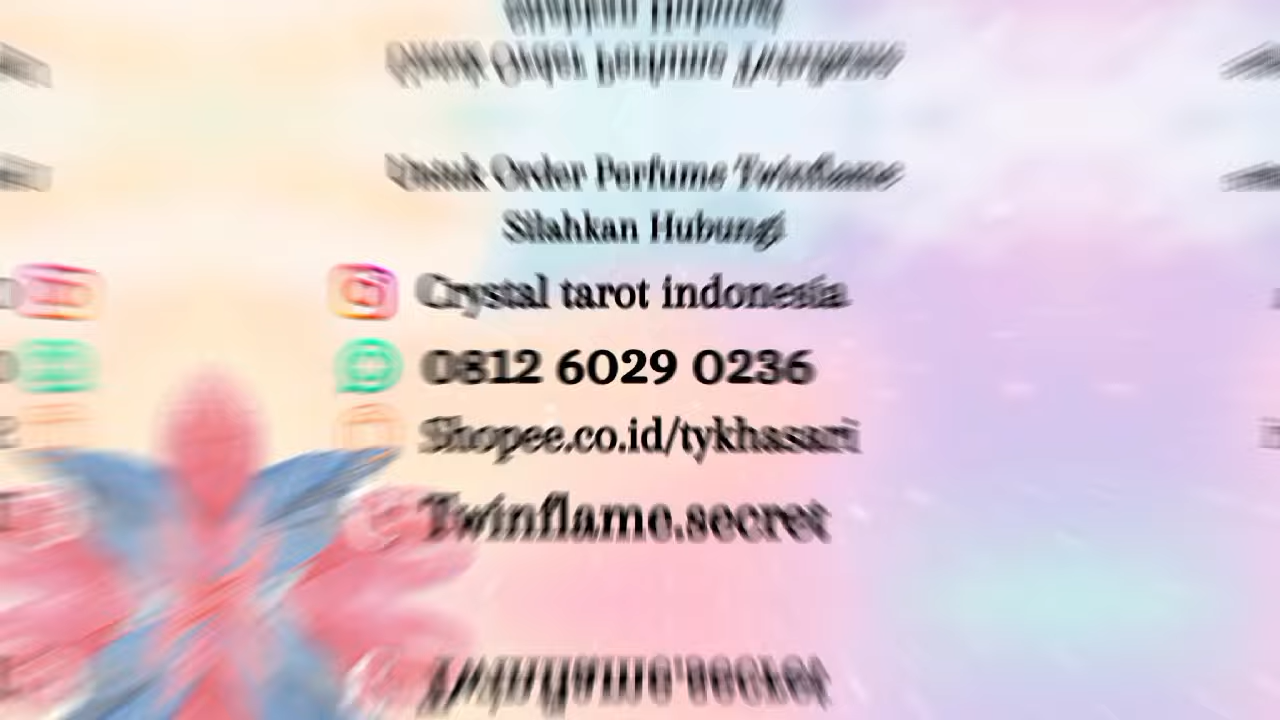 Untuk Order Perfume Twinflame
Silahkan Hubungi
Crystal tarot indonesia
0812 6029 0236
Shopee.co.id/tykhasari
Twinflame.secret